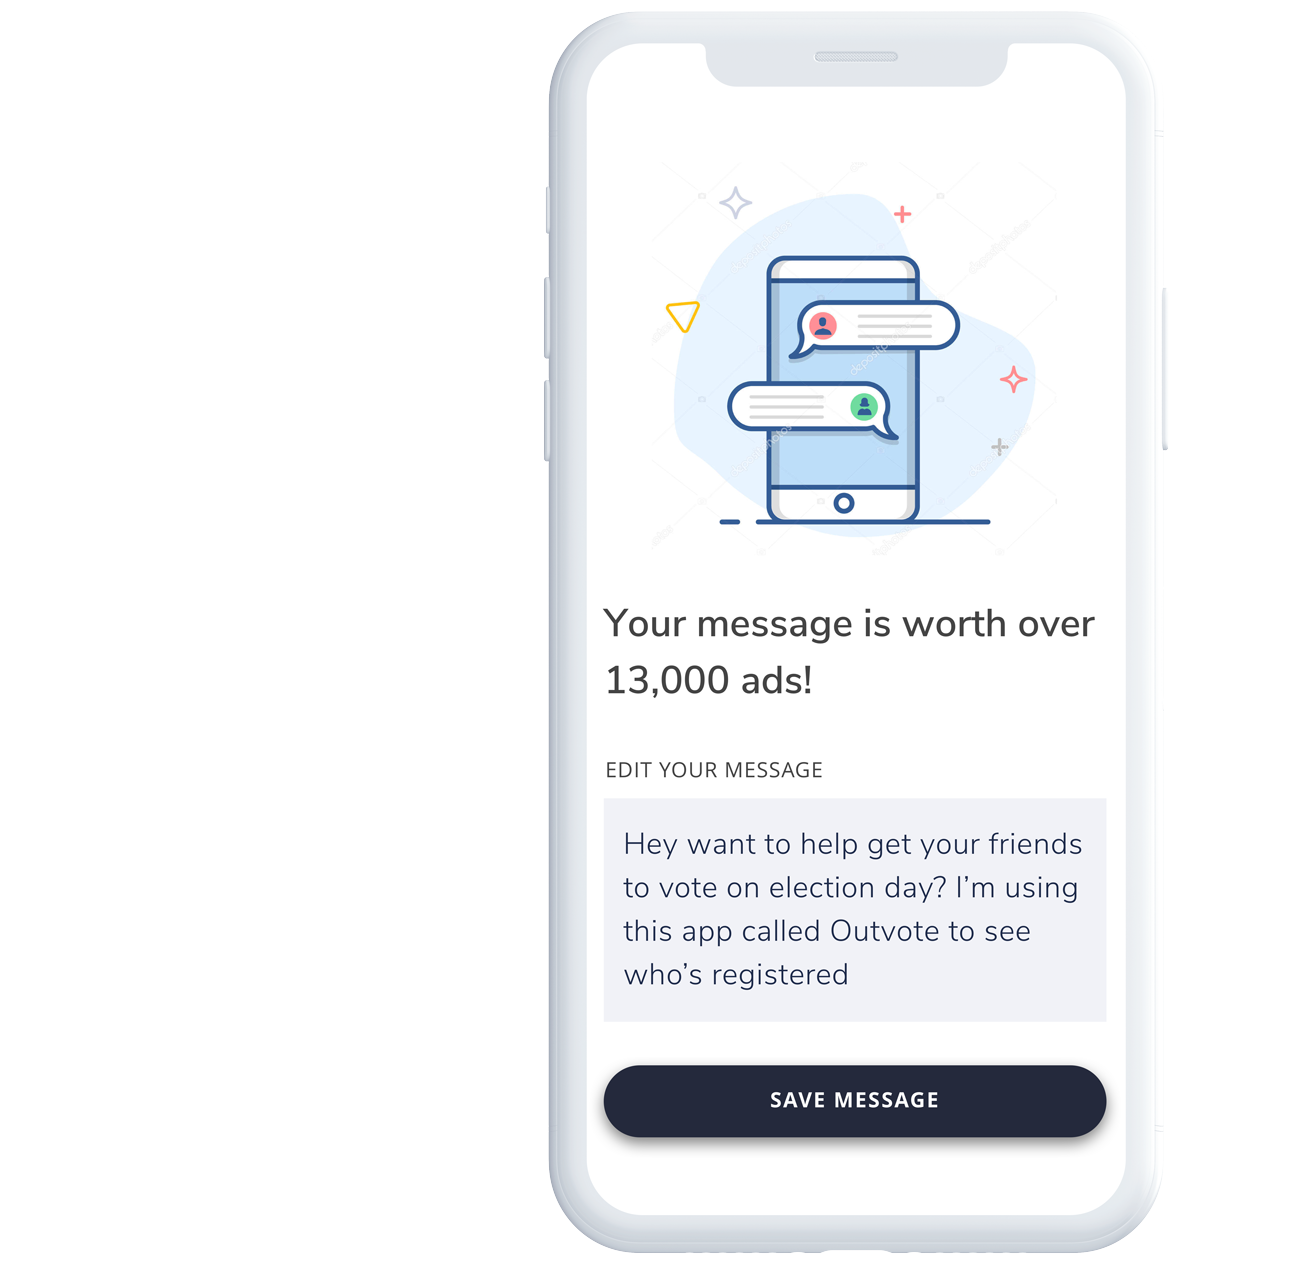 Your message is worth over
13,000 ads!
EDIT YOUR MESSAGE
Hey want to help get your friends
to vote on election day? I'm using
this app called Outvote to see
who's registered
SAVE MESSAGE